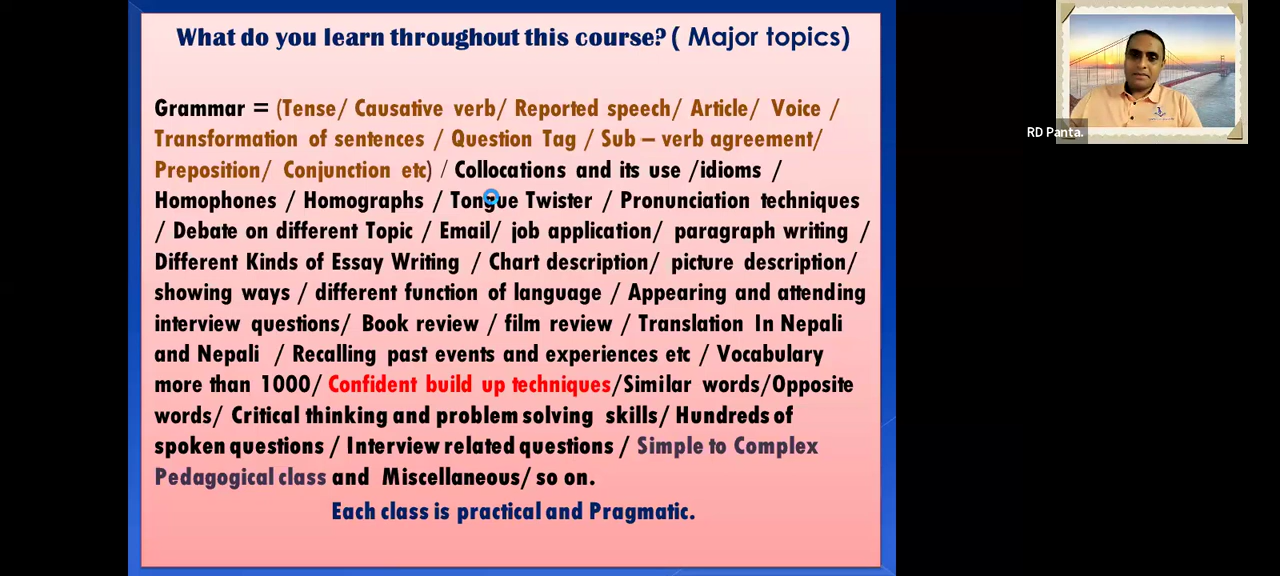 What do you learn throughout this course? ( Major topics)
Grammar = (Tense/ Causative verb/ Reported speech/ Article/ Voice /
Transformation of sentences / Question Tag / Sub – verb agreement/
Preposition/ Conjunction etc) / Collocations and its use /idioms /
Homophones / Homographs / Tongue Twister / Pronunciation techniques
/ Debate on different Topic / Email/ job application/ paragraph writing /
Different Kinds of Essay Writing / Chart description/ picture description/
showing ways / different function of language / Appearing and attending
interview questions/ Book review / film review / Translation In Nepali
and Nepali / Recalling past events and experiences etc / Vocabulary
more than 1000/ Confident build up techniques/Similar words/Opposite
words/ Critical thinking and problem solving skills/ Hundreds of
spoken questions / Interview related questions / Simple to Complex
Pedagogical class and Miscellaneous/ so on.
Each class is practical and Pragmatic.
RD Panta.